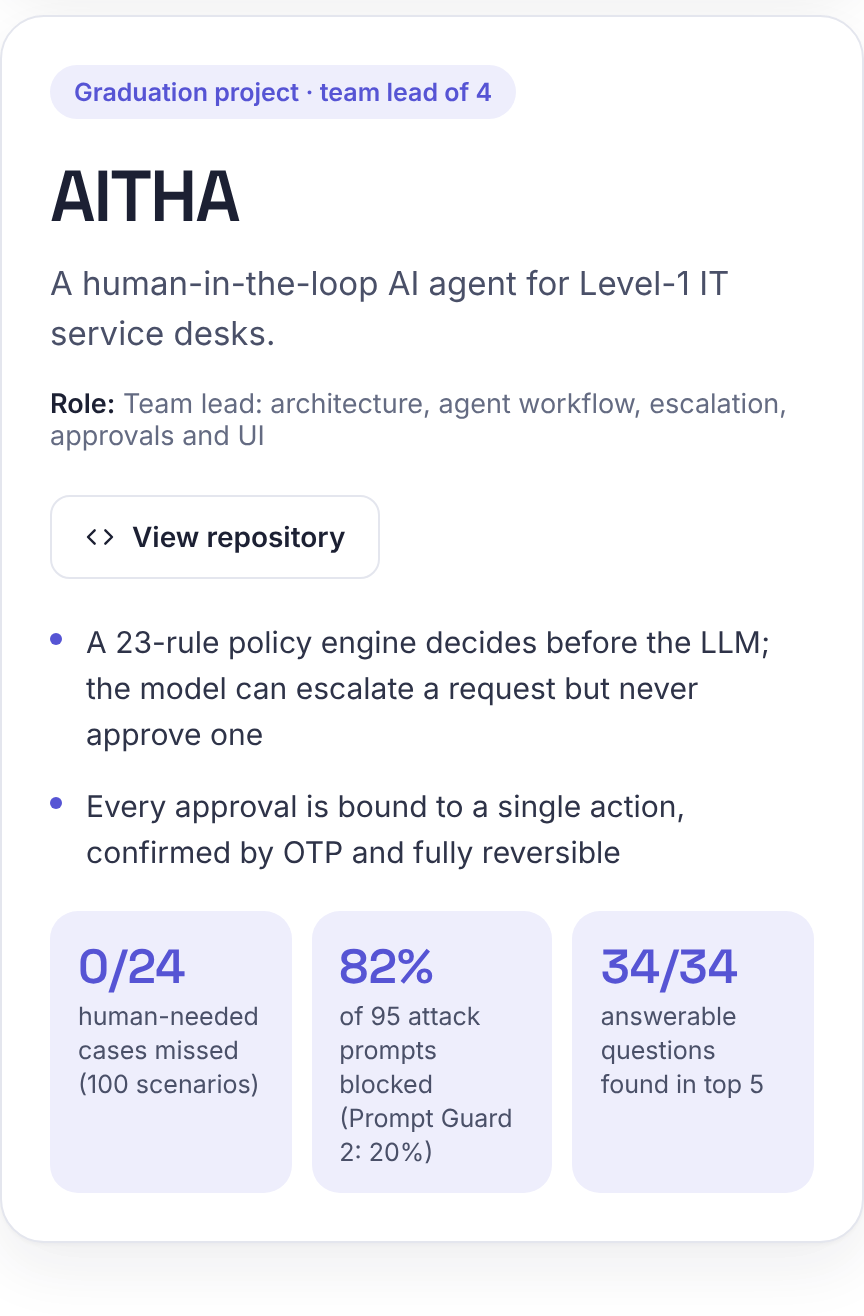 Graduation project · team lead of 4
AITHA
A human-in-the-loop AI agent for Level-1 IT
service desks.
Role: Team lead: architecture, agent workflow, escalation,
approvals and UI
View repository
A 23-rule policy engine decides before the LLM;
the model can escalate a request but never
approve one
Every approval is bound to a single action,
confirmed by OTP and fully reversible
0/24
human-needed
cases missed
(100 scenarios)
82%
of 95 attack
prompts
blocked
(Prompt Guard
2: 20%)
34/34
answerable
questions
found in top 5